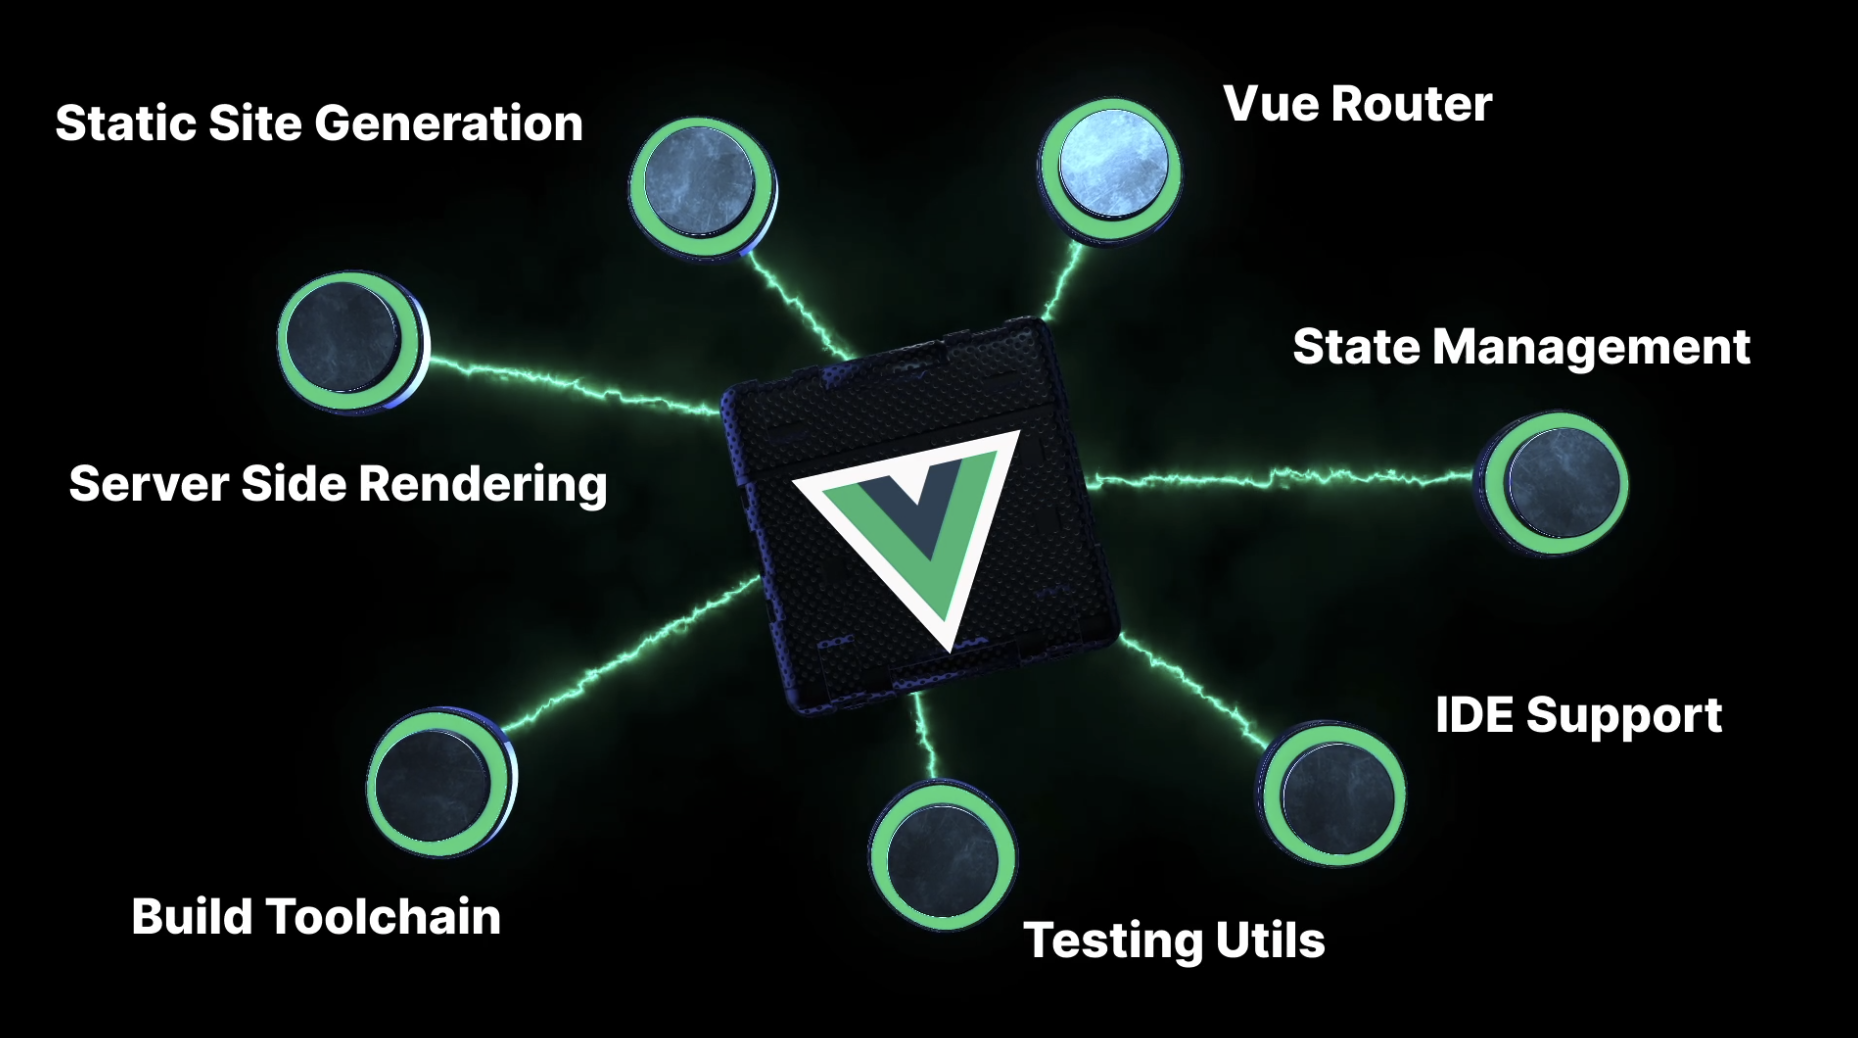 Static Site Generation
Vue Router
State Management
Server Side Rendering
IDE Support
Build Toolchain
Testing Utils